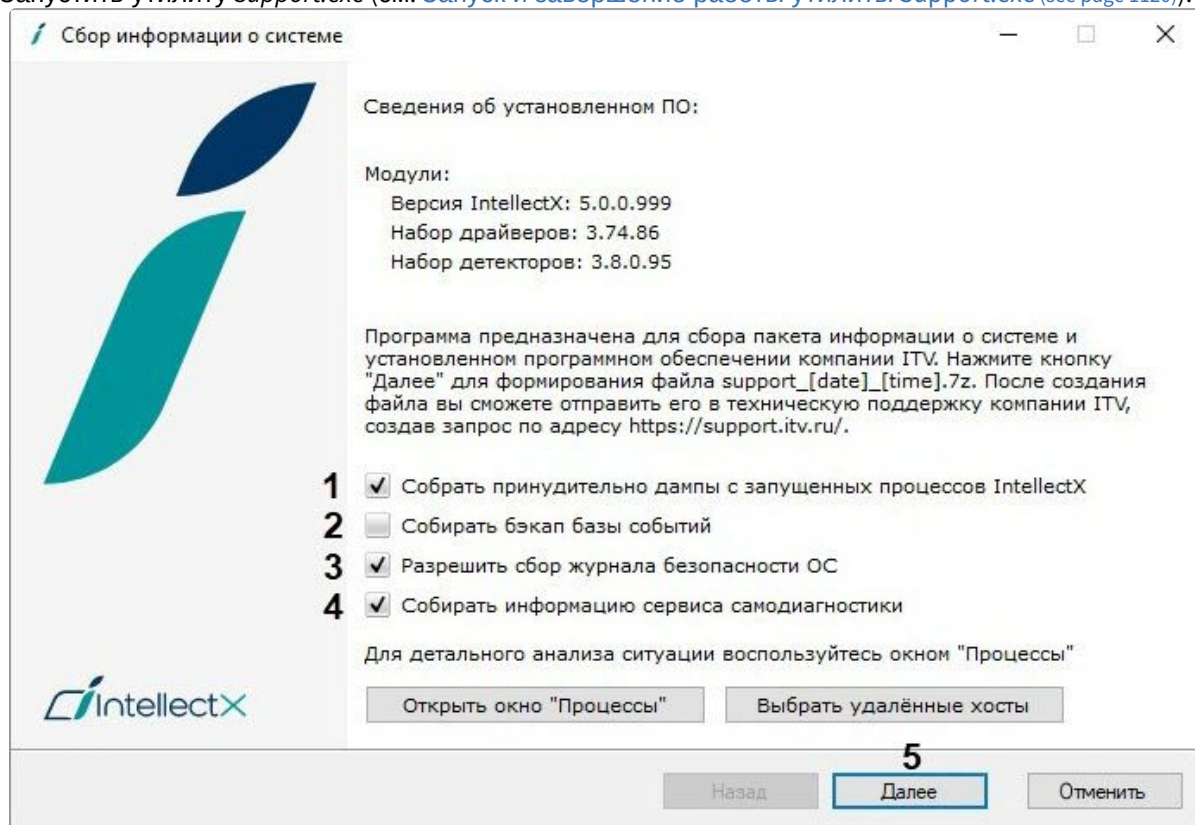 Запустить утилиту Support.exe (см. Запуск и завершение работы утилиты Support.exe (see page 1120)).
Сбор информации о системе
Сведения об установленном ПО:
Модули:
Версия IntellectX: 5.0.0.999
Набор драйверов: 3.74.86
Набор детекторов: 3.8.0.95
Программа предназначена для сбора пакета информации о системе и
установленном программном обеспечении компании ITV. Нажмите кнопку
"Далее" для формирования файла support_[date]_[time].7z. После создания
файла вы сможете отправить его в техническую поддержку компании ITV,
создав запрос по адресу https://support.itv.ru/.
1 Собрать принудительно дампы с запущенных процессов IntellectX
2 Собирать бэкап базы событий
3 Разрешить сбор журнала безопасности ОС
4 Собирать информацию сервиса самодиагностики
Для детального анализа ситуации воспользуйтесь окном "Процессы"
IntellectX
Открыть окно "Процессы" Выбрать удалённые хосты
5
Назад Далее Отменить